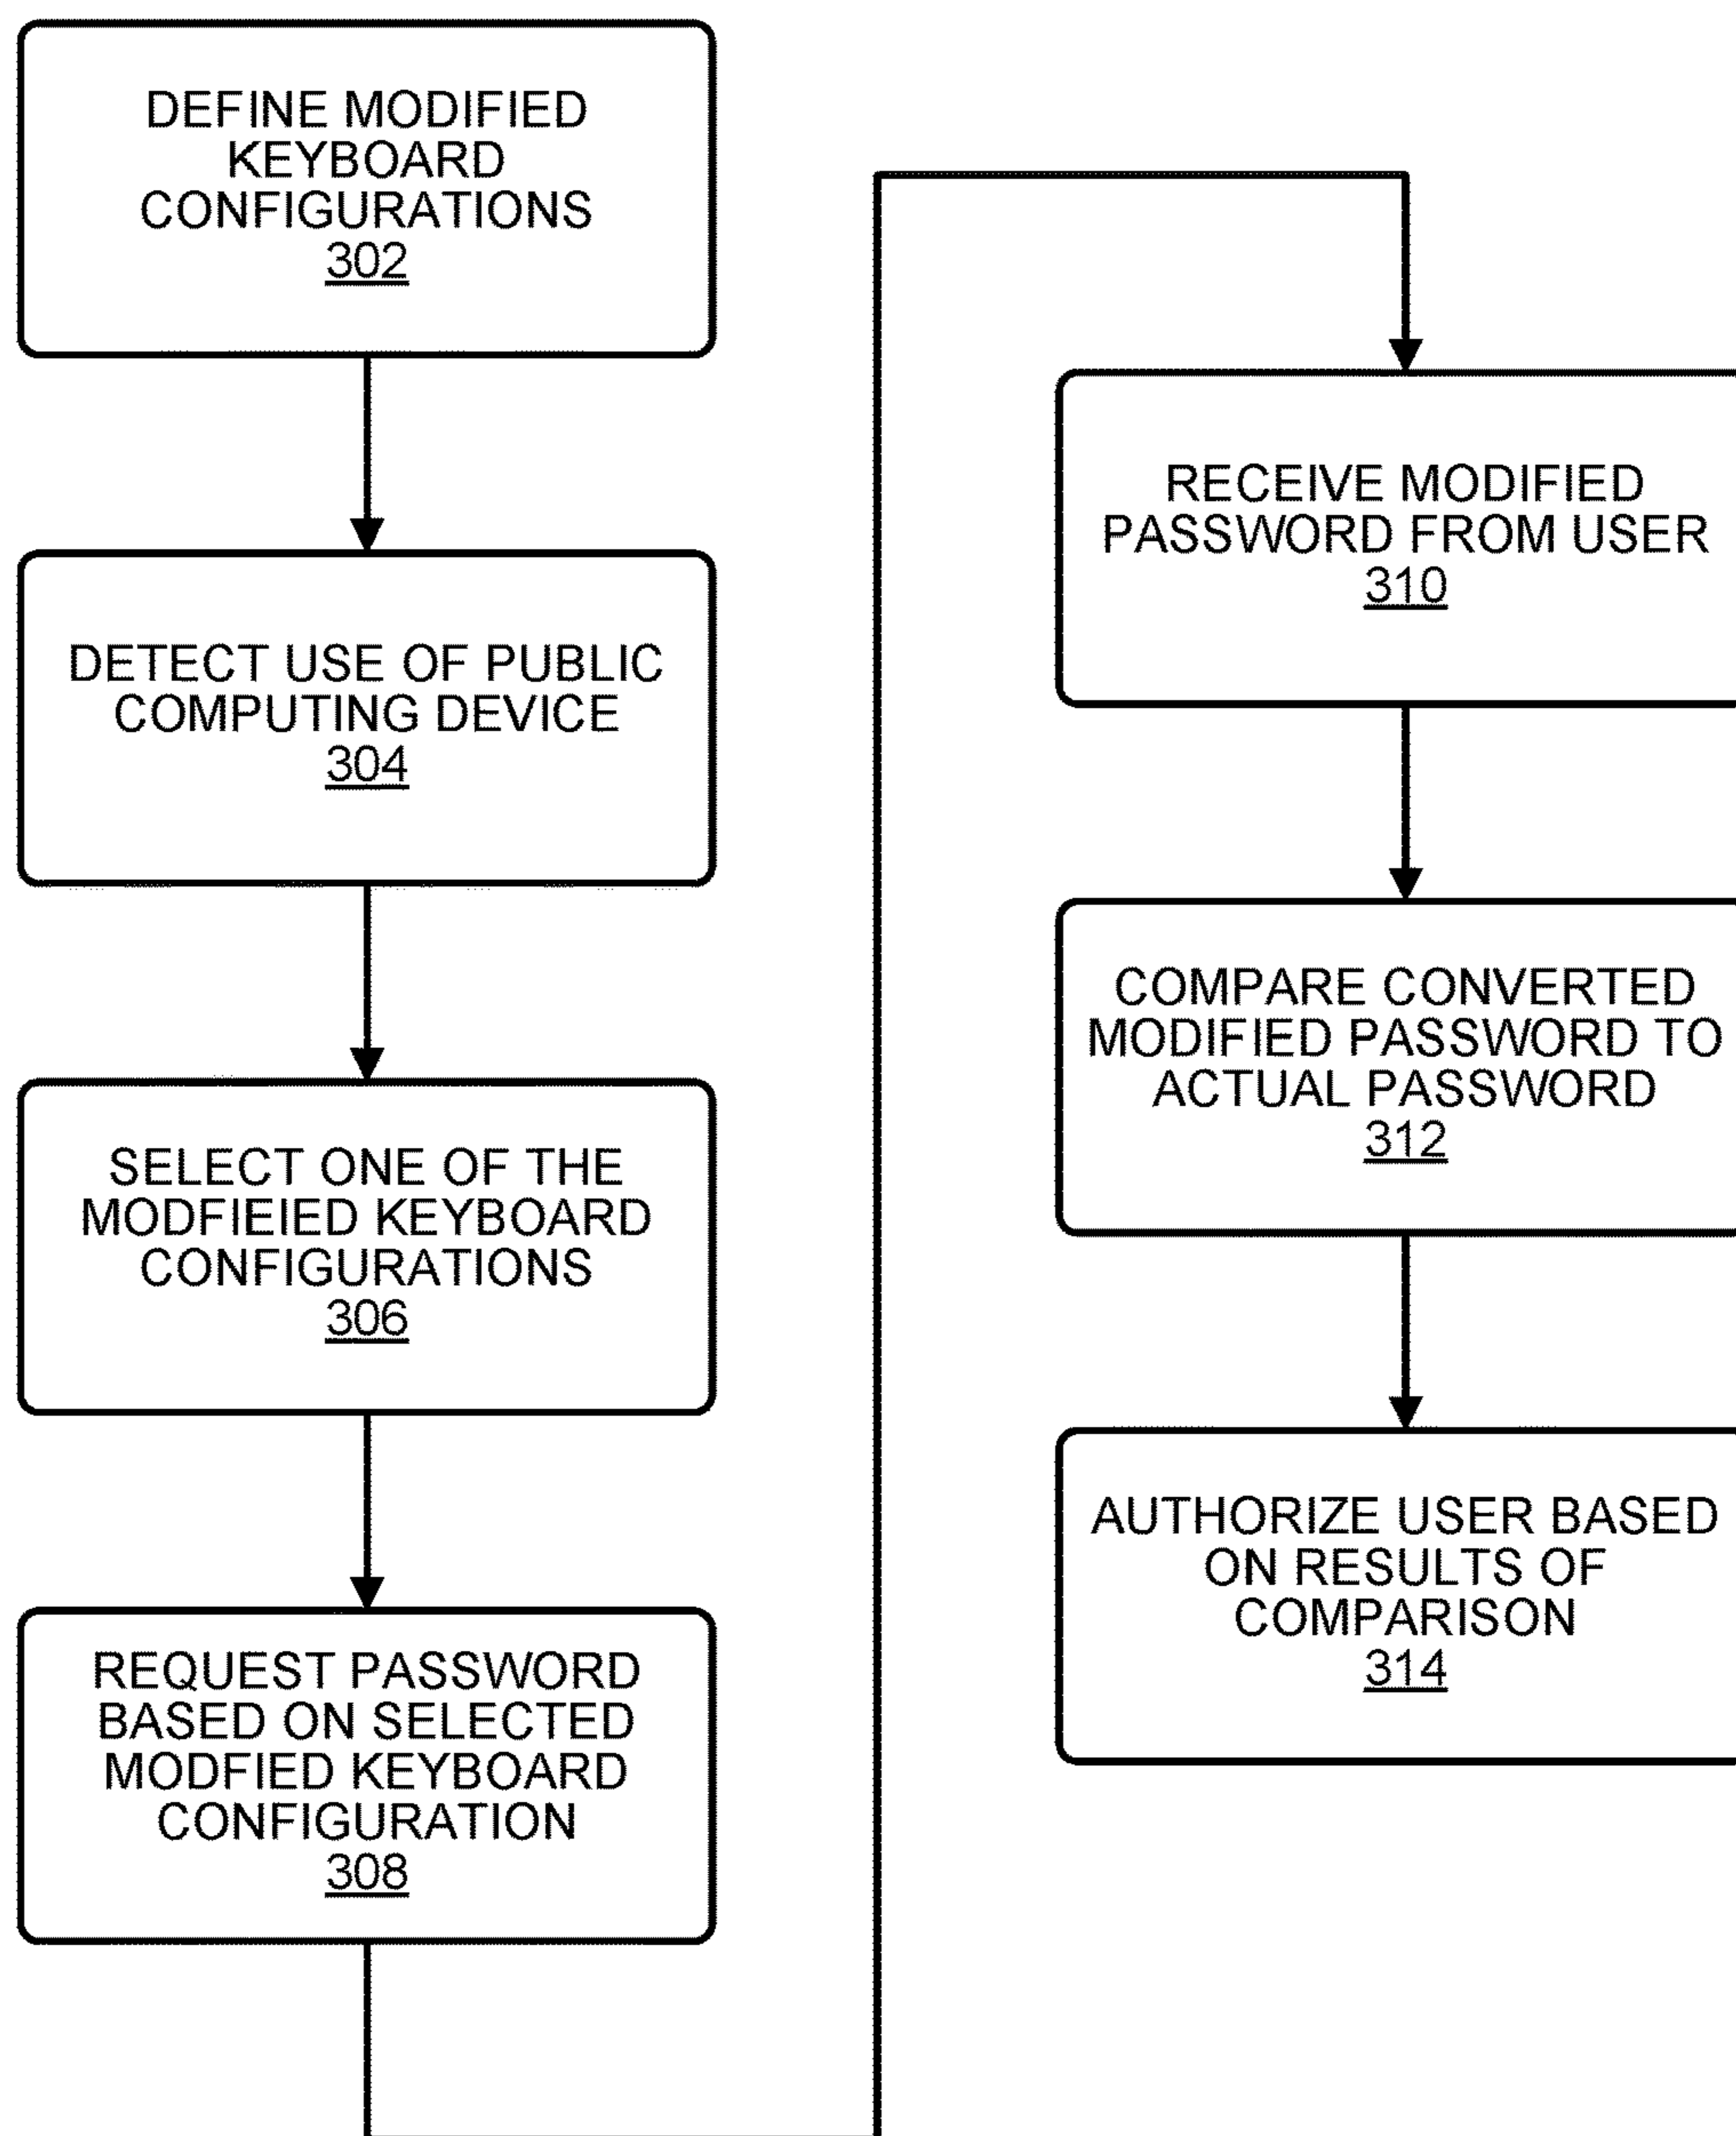 DEFINE MODIFIED
KEYBOARD
CONFIGURATIONS
302
DETECT USE OF PUBLIC
COMPUTING DEVICE
304
SELECT ONE OF THE
MODFIEIED KEYBOARD
CONFIGURATIONS
306
REQUEST PASSWORD
BASED ON SELECTED
MODFIED KEYBOARD
CONFIGURATION
308
RECEIVE MODIFIED
PASSWORD FROM USER
310
COMPARE CONVERTED
MODIFIED PASSWORD TO
ACTUAL PASSWORD
312
AUTHORIZE USER BASED
ON RESULTS OF
COMPARISON
314